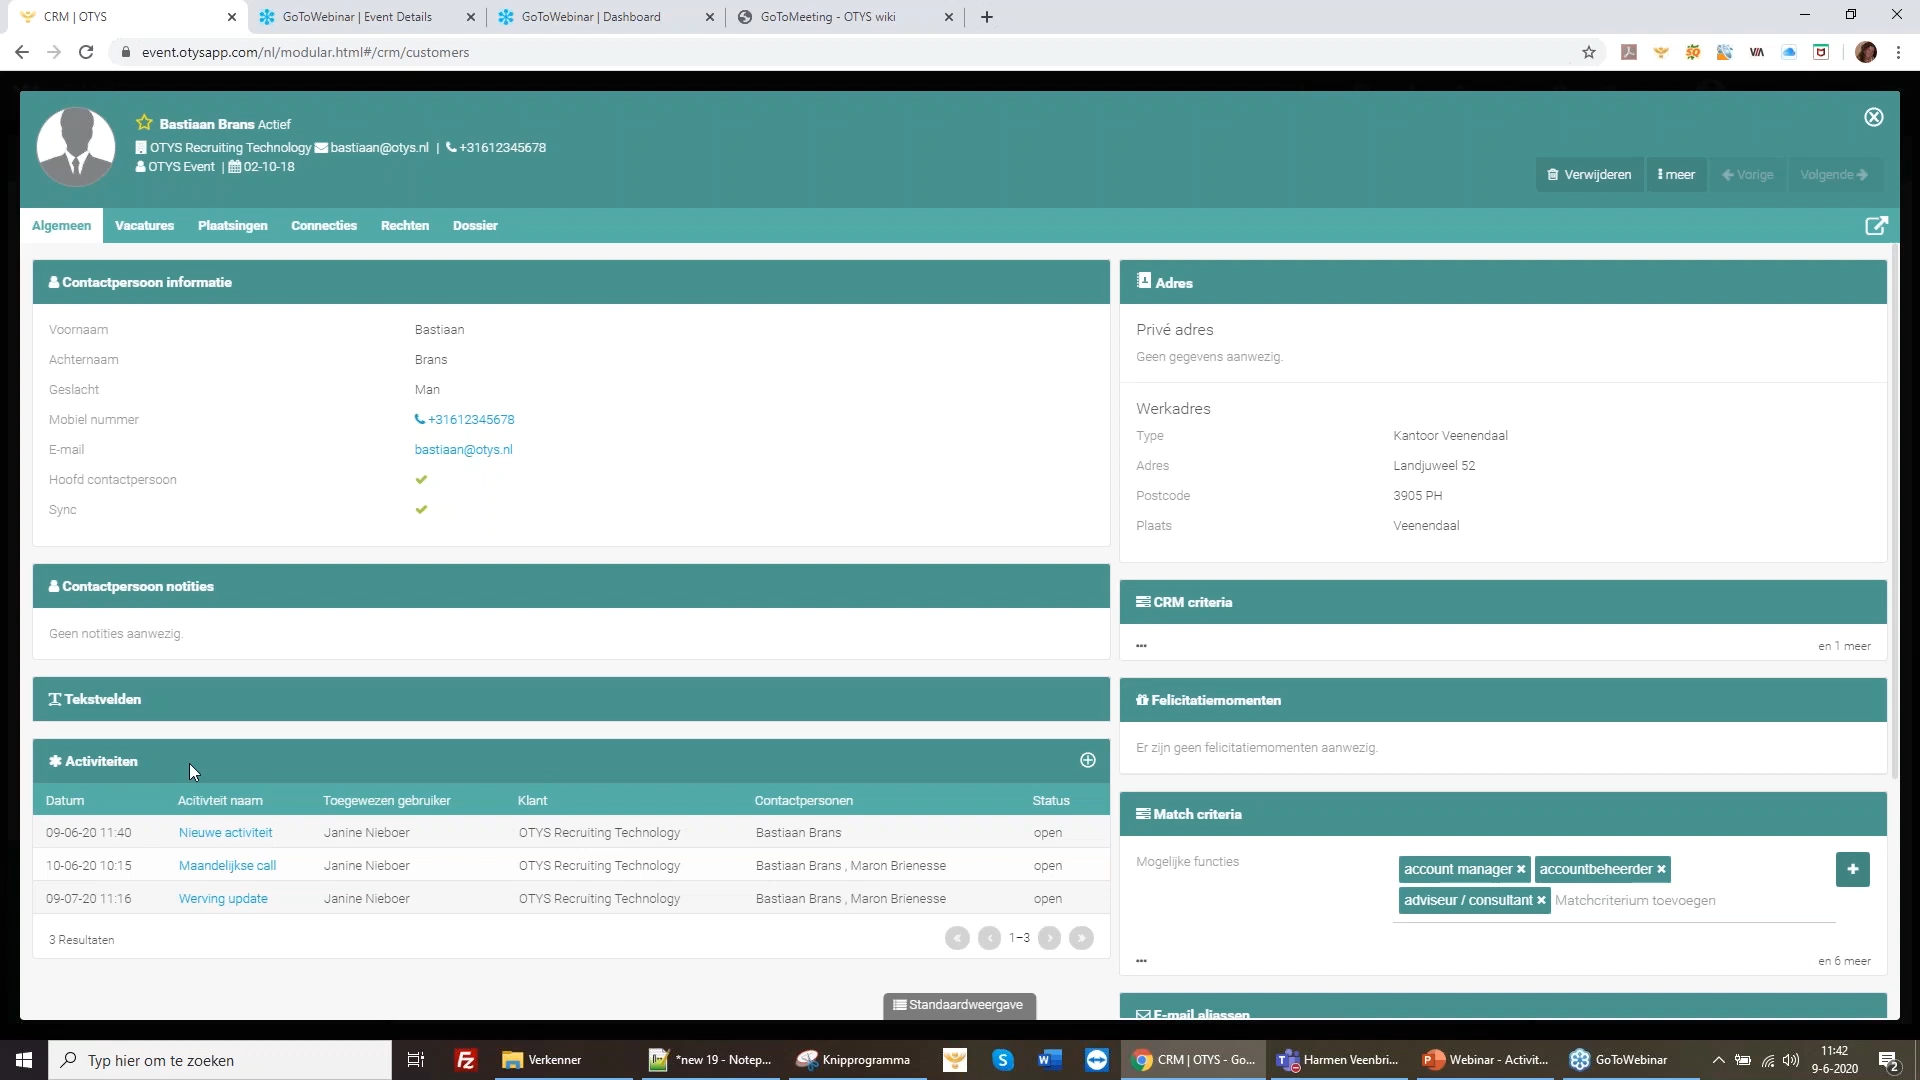 CRM | OTYS
GoToWebinar | Event Details
GoToWebinar | Dashboard
GoToMeeting - OTYS wiki
event.otysapp.com/nl/modular.html#/crm/customers
Bastiaan Brans Actief
OTYS Recruiting Technology bastiaan@otys.nl | +31612345678
OTYS Event | 02-10-18
Verwijderen
meer
Vorige
Volgende
Algemeen Vacatures Plaatsingen Connecties Rechten Dossier
Contactpersoon informatie
Voornaam Bastiaan
Achternaam Brans
Geslacht Man
Mobiel nummer +31612345678
E-mail bastiaan@otys.nl
Hoofd contactpersoon
Sync
Contactpersoon notities
Geen notities aanwezig.
Tekstvelden
Activiteiten
Datum Acitivteit naam Toegewezen gebruiker Klant Contactpersonen Status
09-06-20 11:40 Nieuwe activiteit Janine Nieboer OTYS Recruiting Technology Bastiaan Brans open
10-06-20 10:15 Maandelijkse call Janine Nieboer OTYS Recruiting Technology Bastiaan Brans , Maron Brienesse open
09-07-20 11:16 Werving update Janine Nieboer OTYS Recruiting Technology Bastiaan Brans , Maron Brienesse open
3 Resultaten
1–3
Standaardweergave
Adres
Privé adres
Geen gegevens aanwezig.
Werkadres
Type Kantoor Veenendaal
Adres Landjuweel 52
Postcode 3905 PH
Plaats Veenendaal
CRM criteria
... en 1 meer
Felicitatiemomenten
Er zijn geen felicitatiemomenten aanwezig.
Match criteria
Mogelijke functies account manager accountbeheerder
adviseur / consultant Matchcriterium toevoegen
... en 6 meer
E-mail aliassen
Typ hier om te zoeken
Verkenner
*new 19 - Notep...
Knipprogramma
CRM | OTYS - Go...
Harmen Veenbri...
Webinar - Activit...
GoToWebinar
11:42
9-6-2020
2